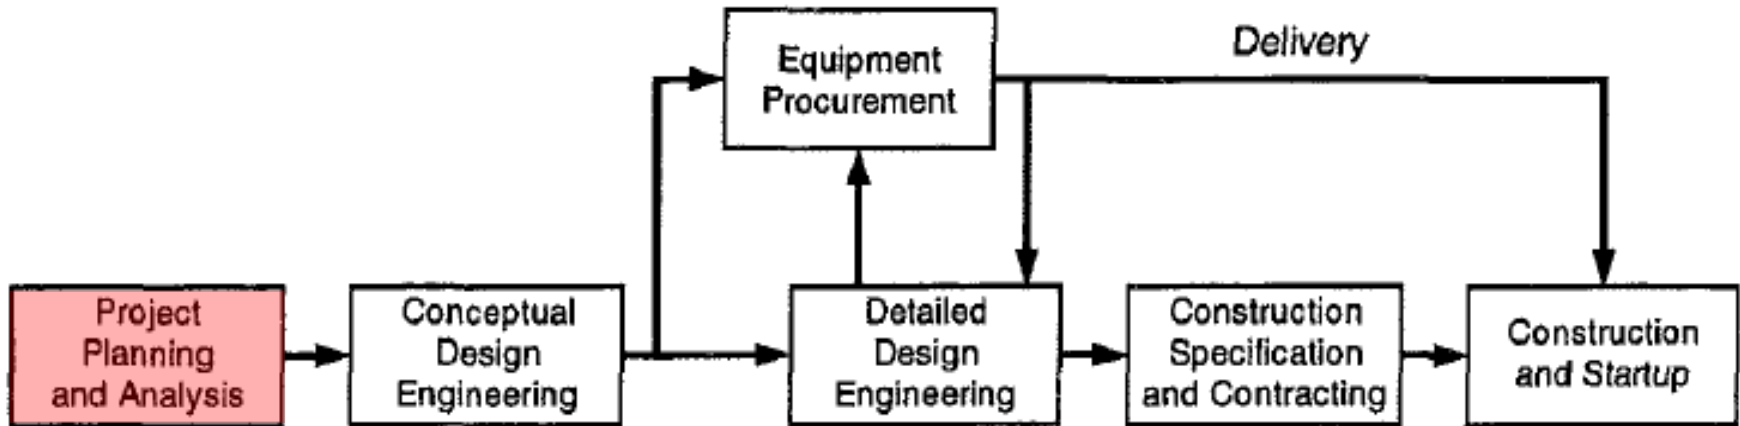 Equipment
Procurement
Delivery
Project
Planning
and Analysis
Conceptual
Design
Engineering
Detailed
Design
Engineering
Construction
Specification
and Contracting
Construction
and Startup